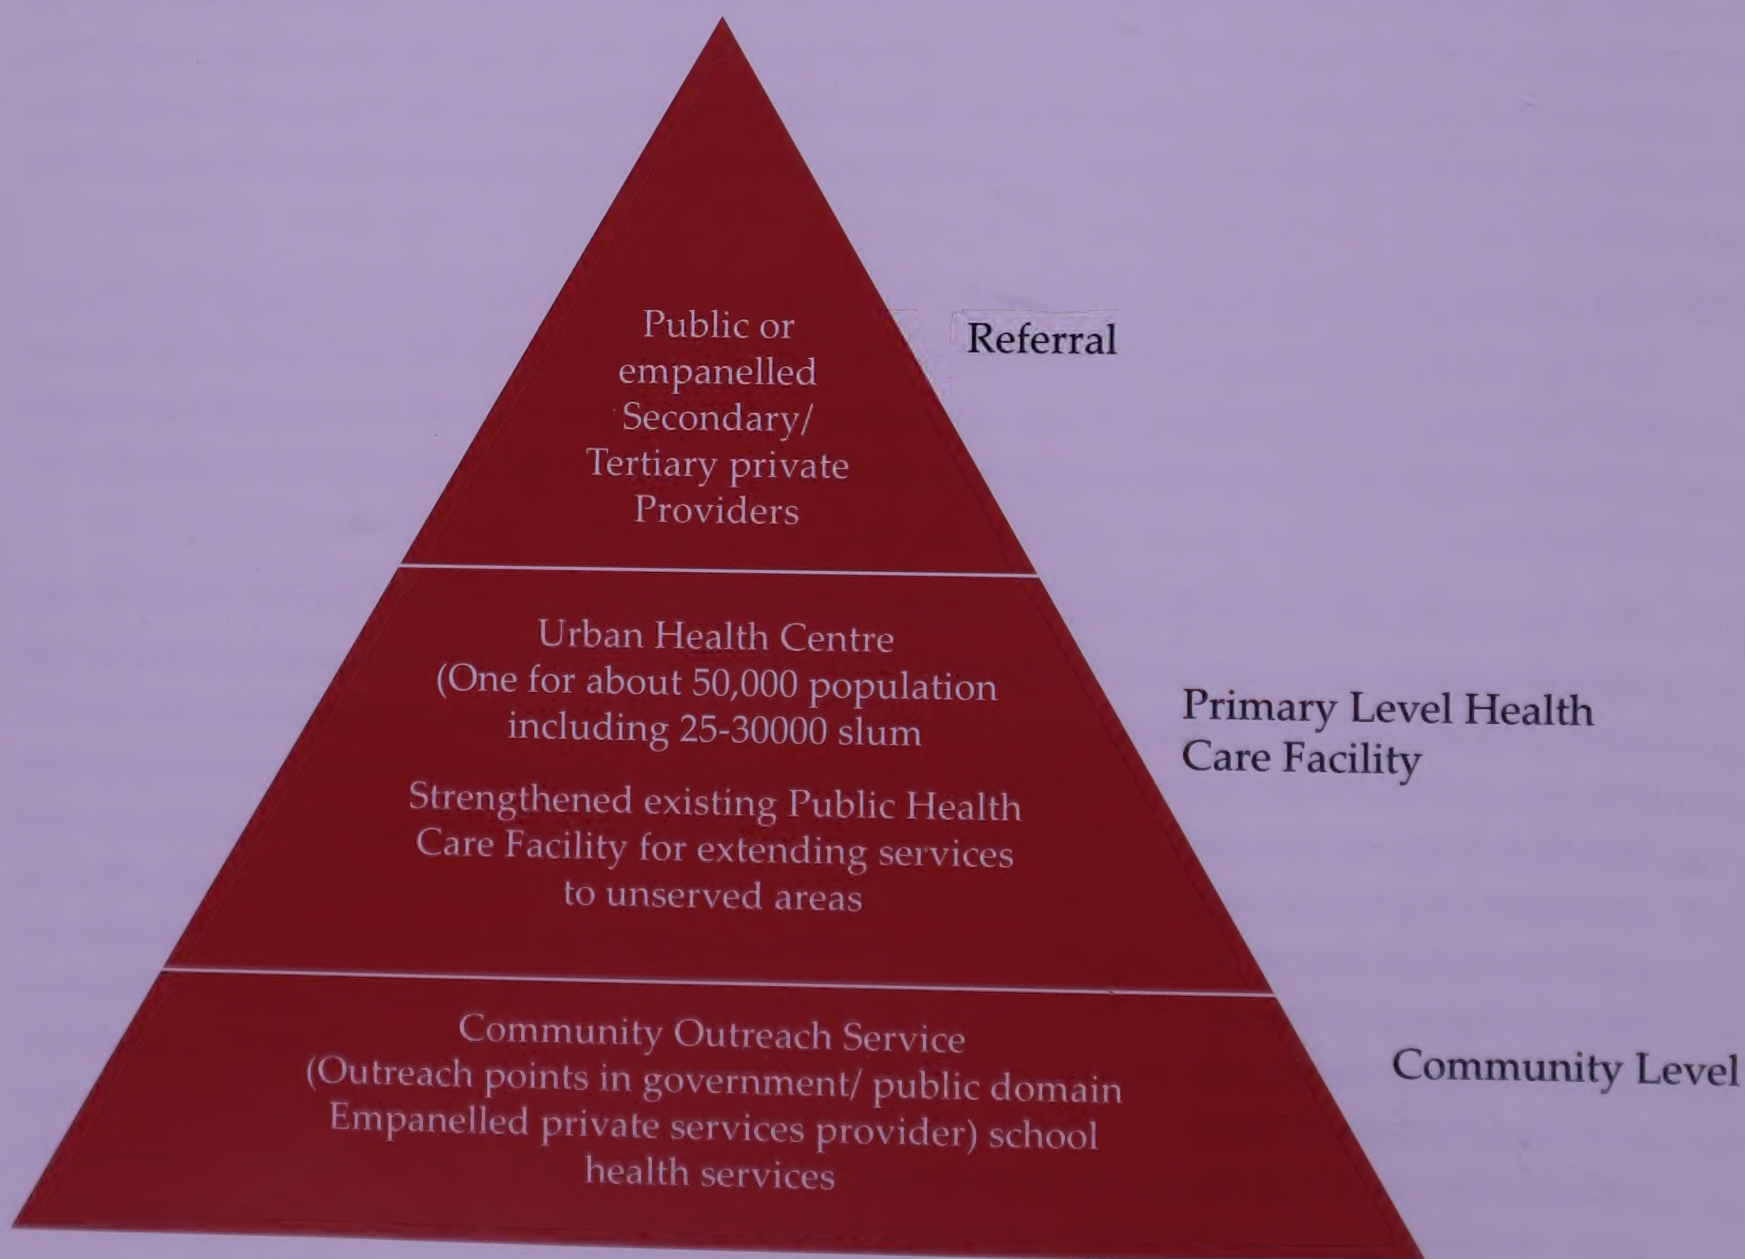 Public or
empanelled
Secondary/
Tertiary private
Providers
Referral
Urban Health Centre
(One for about 50,000 population
including 25-30000 slum
Strengthened existing Public Health
Care Facility for extending services
to unserved areas
Primary Level Health
Care Facility
Community Outreach Service
(Outreach points in government/ public domain
Empanelled private services provider) school
health services
Community Level